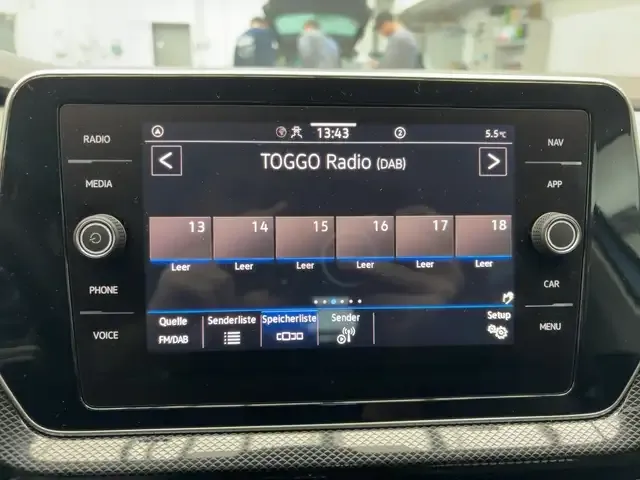 RADIO
MEDIA
PHONE
VOICE
NAV
APP
CAR
MENU
13:43
2
5.5°C
TOGGO Radio (DAB)
13 14 15 16 17 18
Leer Leer Leer Leer Leer Leer
Quelle Senderliste Speicherliste Sender Setup
FM/DAB